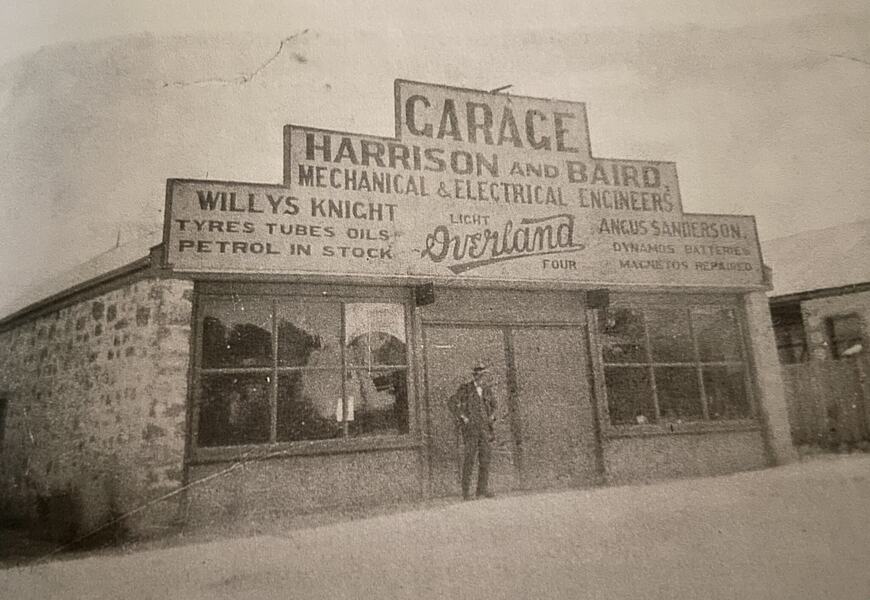 GARAGE
HARRISON AND BAIRD.
MECHANICAL & ELECTRICAL ENGINEERS
WILLYS KNIGHT
TYRES TUBES OILS
PETROL IN STOCK
LIGHT
Overland
FOUR
ANGUS SANDERSON.
DYNAMOS BATTERIES
MAGNETOS REPAIRED